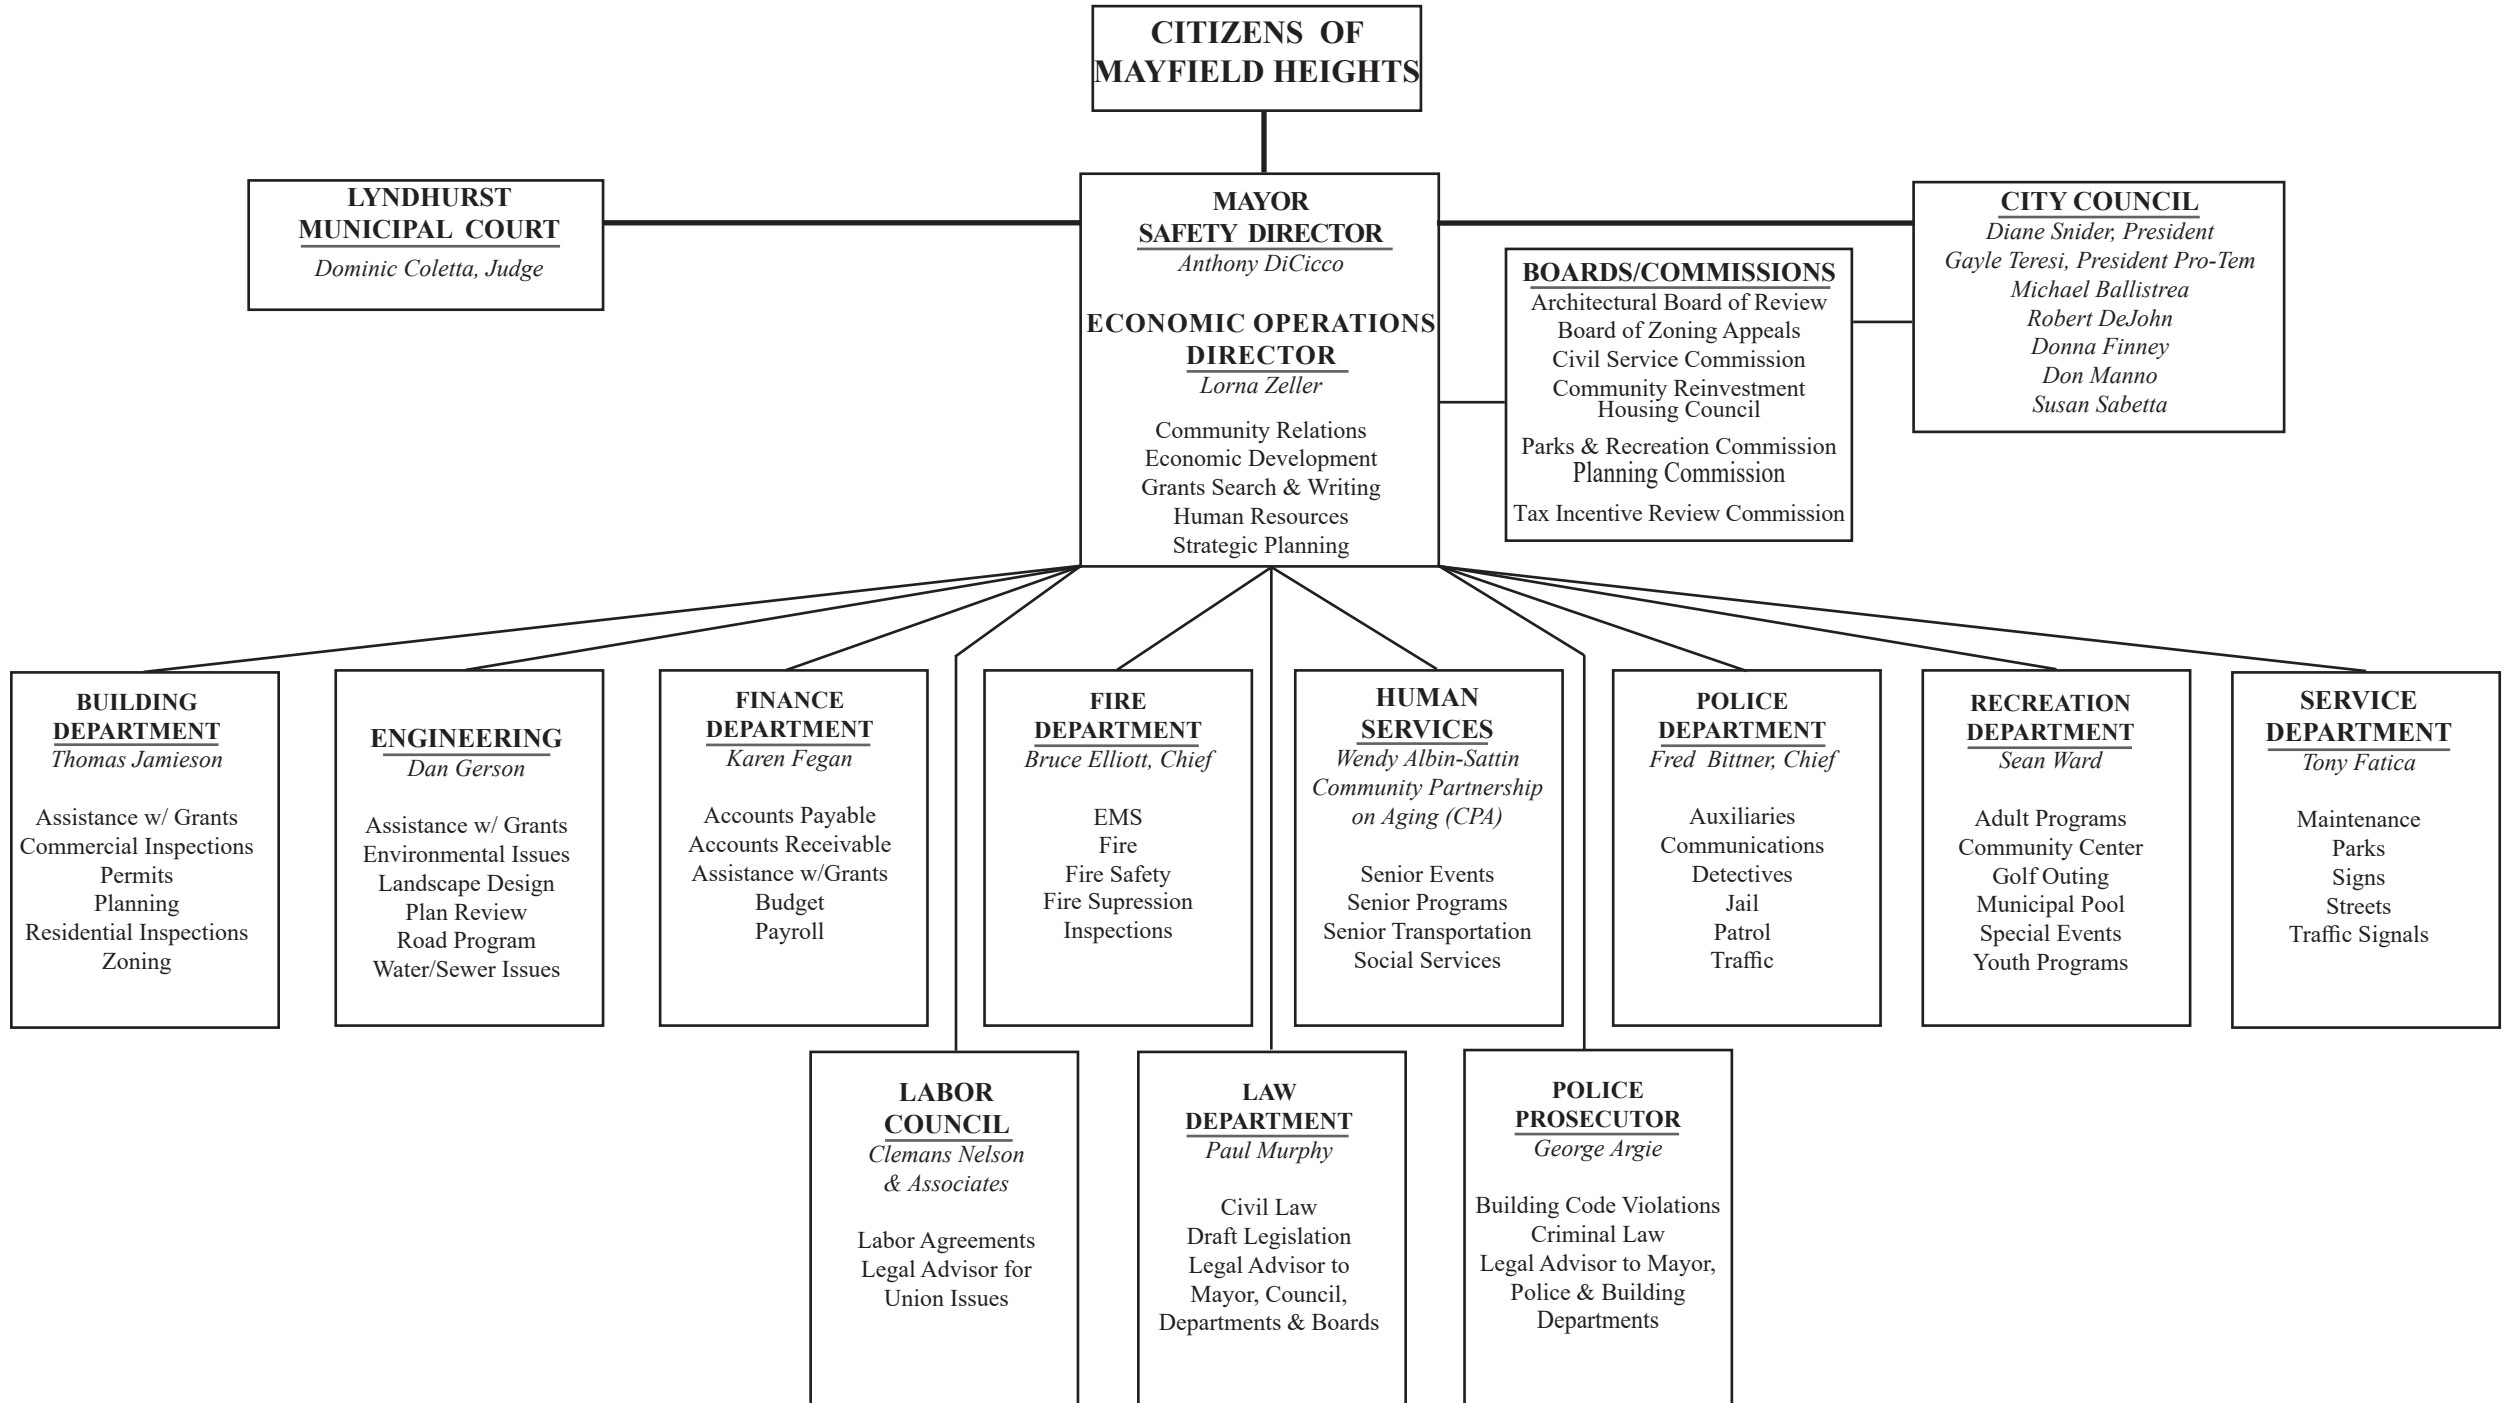 CITIZENS OF
MAYFIELD HEIGHTS
LYNDHURST
MUNICIPAL COURT
Dominic Coletta, Judge
MAYOR
SAFETY DIRECTOR
Anthony DiCicco
ECONOMIC OPERATIONS
DIRECTOR
Lorna Zeller
Community Relations
Economic Development
Grants Search & Writing
Human Resources
Strategic Planning
BOARDS/COMMISSIONS
Architectural Board of Review
Board of Zoning Appeals
Civil Service Commission
Community Reinvestment
Housing Council
Parks & Recreation Commission
Planning Commission
Tax Incentive Review Commission
CITY COUNCIL
Diane Snider, President
Gayle Teresi, President Pro-Tem
Michael Ballistrea
Robert DeJohn
Donna Finney
Don Manno
Susan Sabetta
BUILDING
DEPARTMENT
Thomas Jamieson
Assistance w/ Grants
Commercial Inspections
Permits
Planning
Residential Inspections
Zoning
ENGINEERING
Dan Gerson
Assistance w/ Grants
Environmental Issues
Landscape Design
Plan Review
Road Program
Water/Sewer Issues
FINANCE
DEPARTMENT
Karen Fegan
Accounts Payable
Accounts Receivable
Assistance w/Grants
Budget
Payroll
FIRE
DEPARTMENT
Bruce Elliott, Chief
EMS
Fire
Fire Safety
Fire Supression
Inspections
HUMAN
SERVICES
Wendy Albin-Sattin
Community Partnership
on Aging (CPA)
Senior Events
Senior Programs
Senior Transportation
Social Services
POLICE
DEPARTMENT
Fred Bittner, Chief
Auxiliaries
Communications
Detectives
Jail
Patrol
Traffic
RECREATION
DEPARTMENT
Sean Ward
Adult Programs
Community Center
Golf Outing
Municipal Pool
Special Events
Youth Programs
SERVICE
DEPARTMENT
Tony Fatica
Maintenance
Parks
Signs
Streets
Traffic Signals
LABOR
COUNCIL
Clemans Nelson
& Associates
Labor Agreements
Legal Advisor for
Union Issues
LAW
DEPARTMENT
Paul Murphy
Civil Law
Draft Legislation
Legal Advisor to
Mayor, Council,
Departments & Boards
POLICE
PROSECUTOR
George Argie
Building Code Violations
Criminal Law
Legal Advisor to Mayor,
Police & Building
Departments